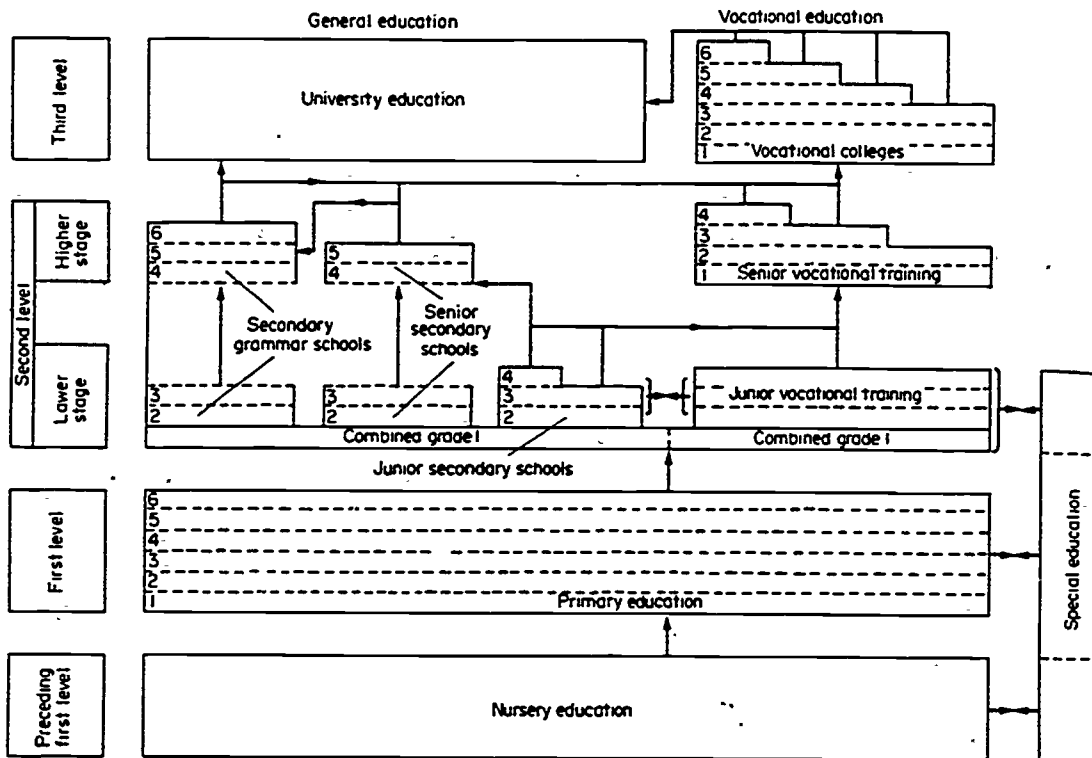 General education
Vocational education
Third level
University education
6
5
4
3
2
1
Vocational colleges
Second level
Higher stage
6
5
4
5
4
4
3
2
1
Senior vocational training
Secondary
grammar schools
Senior
secondary
schools
Lower
stage
3
2
3
2
4
3
2
Junior vocational training
Combined grade I
Combined grade I
Junior secondary schools
First level
6
5
4
3
2
1
Primary education
Special education
Preceding
first level
Nursery education